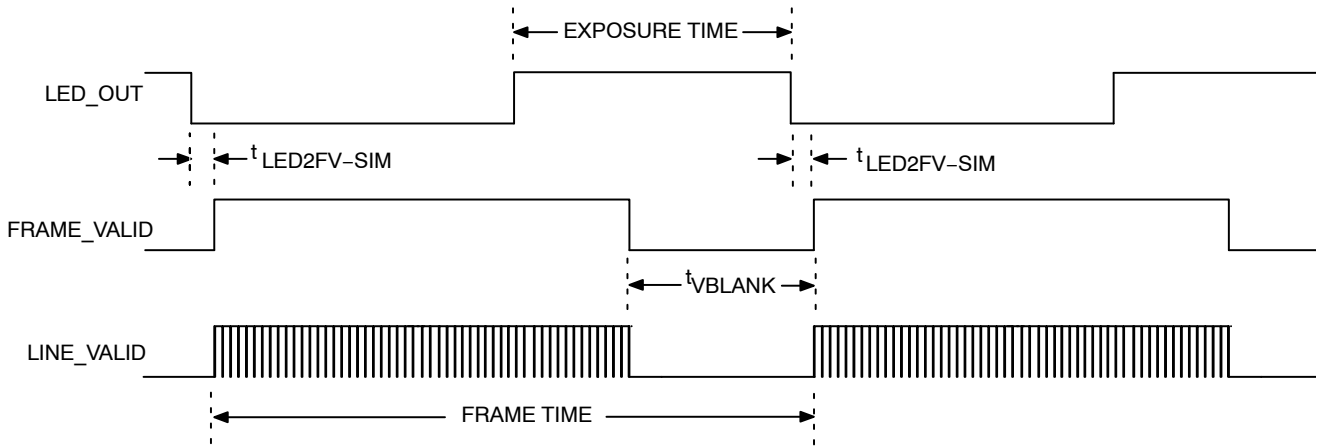 EXPOSURE TIME
LED_OUT
tLED2FV–SIM
tLED2FV–SIM
FRAME_VALID
tVBLANK
LINE_VALID
FRAME TIME